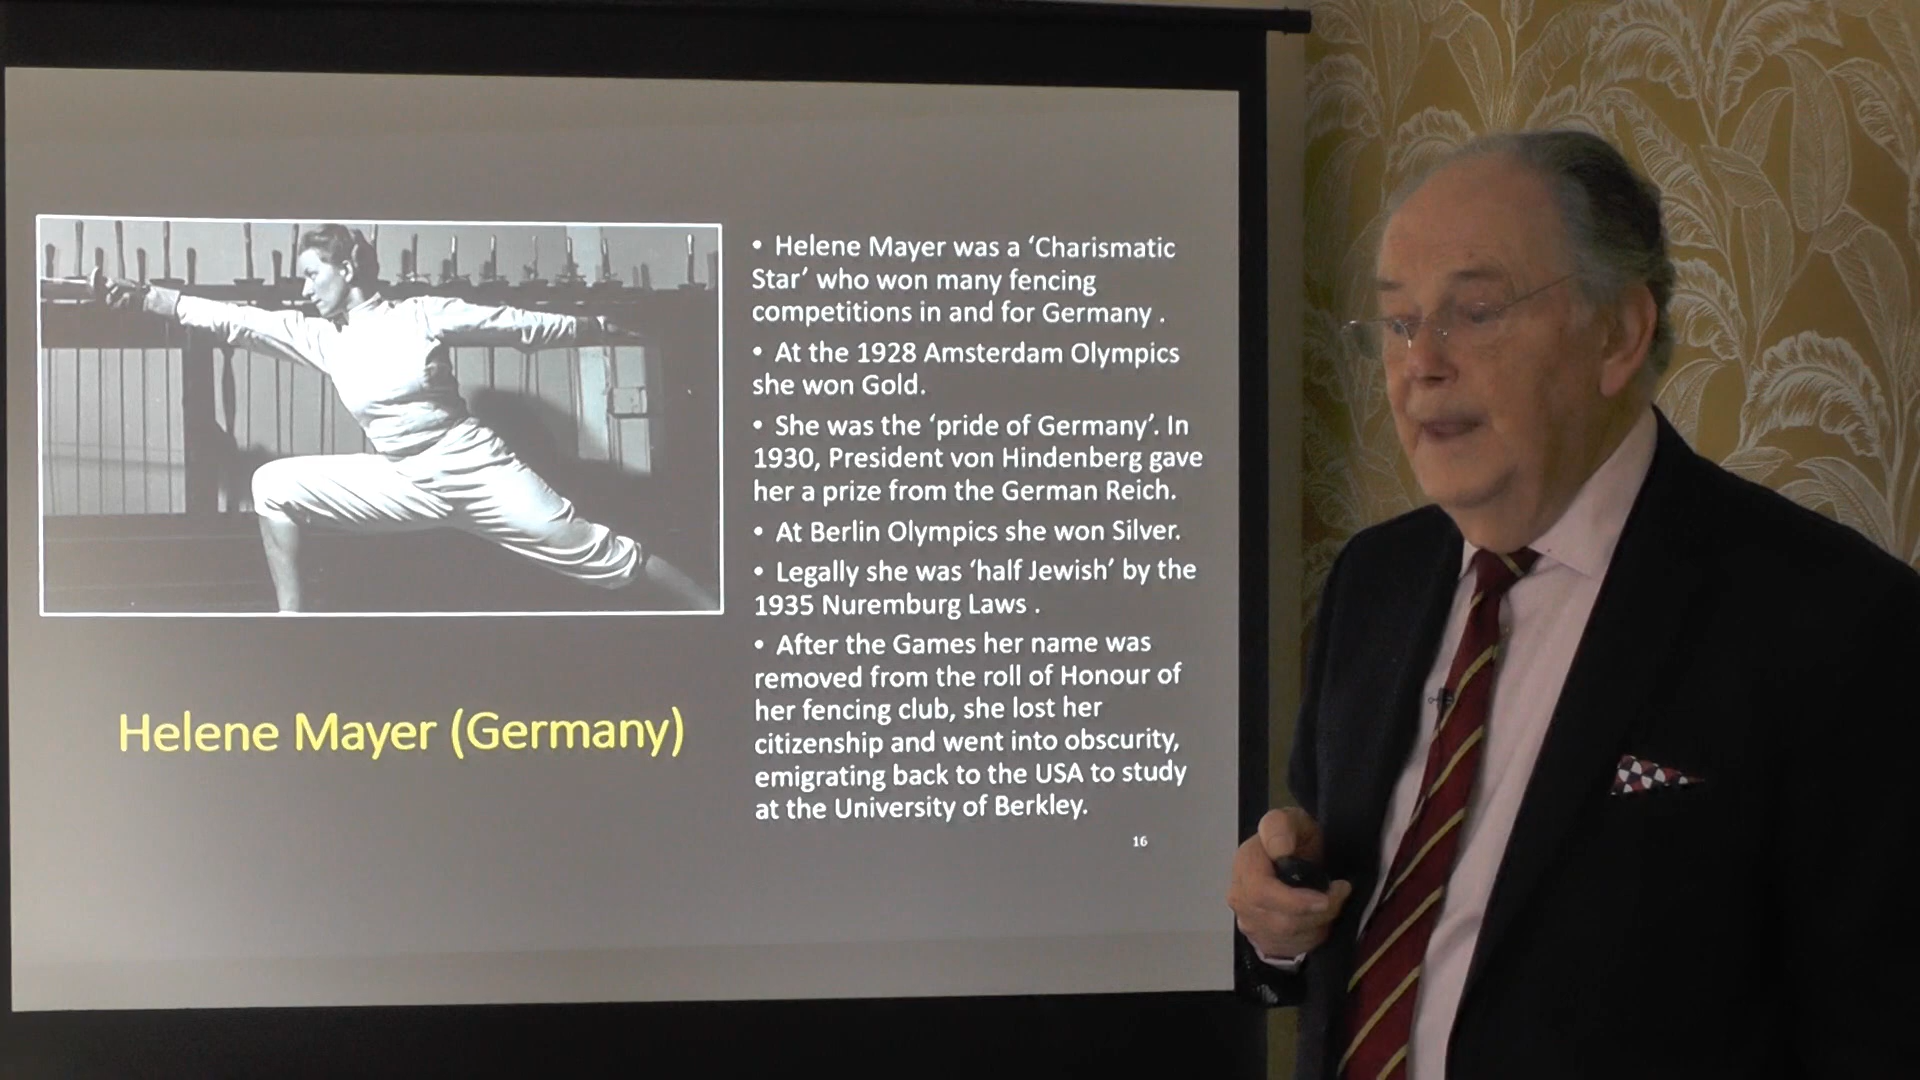 • Helene Mayer was a ‘Charismatic
Star’ who won many fencing
competitions in and for Germany .
• At the 1928 Amsterdam Olympics
she won Gold.
• She was the ‘pride of Germany’. In
1930, President von Hindenberg gave
her a prize from the German Reich.
• At Berlin Olympics she won Silver.
• Legally she was ‘half Jewish’ by the
1935 Nuremburg Laws .
• After the Games her name was
removed from the roll of Honour of
her fencing club, she lost her
citizenship and went into obscurity,
emigrating back to the USA to study
at the University of Berkley.
Helene Mayer (Germany)
16